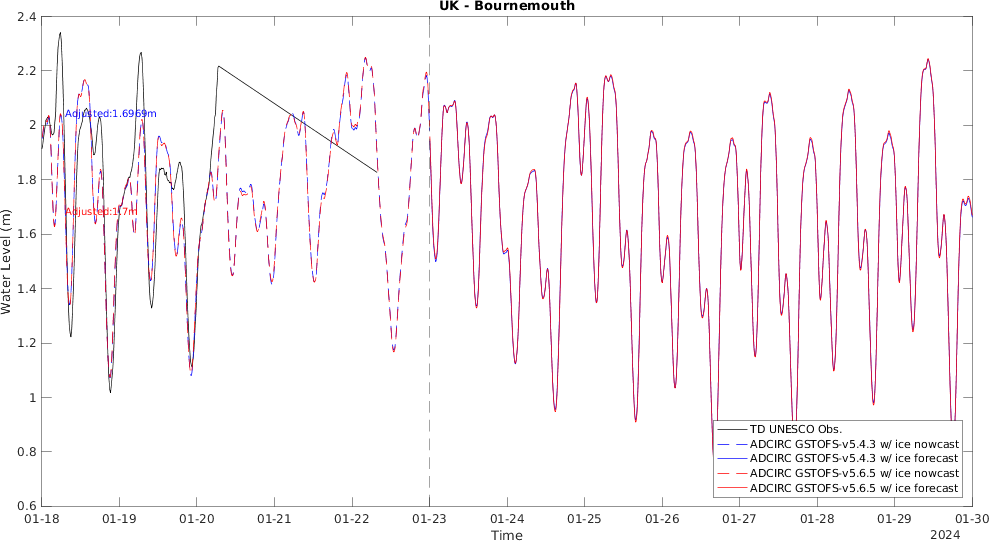 UK - Bournemouth
2.4
2.2
2
1.8
1.6
1.4
1.2
1
0.8
0.6
Water Level (m)
Adjusted:1.6969m
Adjusted:1.7m
TD UNESCO Obs.
ADCIRC GSTOFS-v5.4.3 w/ ice nowcast
ADCIRC GSTOFS-v5.4.3 w/ ice forecast
ADCIRC GSTOFS-v5.6.5 w/ ice nowcast
ADCIRC GSTOFS-v5.6.5 w/ ice forecast
01-18 01-19 01-20 01-21 01-22 01-23 01-24 01-25 01-26 01-27 01-28 01-29 01-30
Time
2024